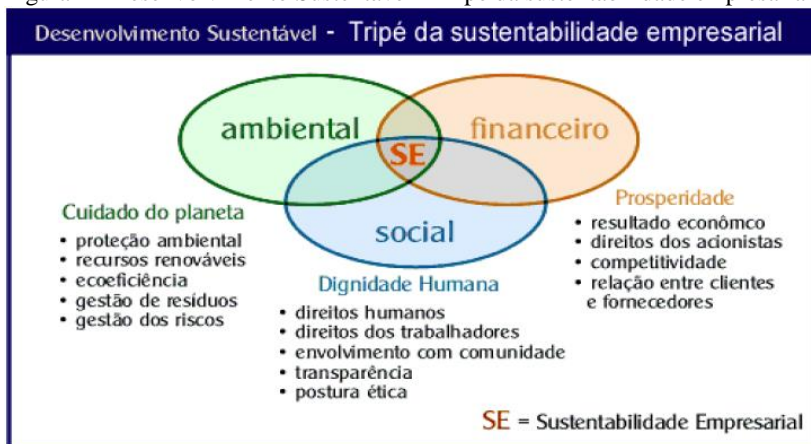 Desenvolvimento Sustentável - Tripé da sustentabilidade empresarial
ambiental
financeiro
SE
social
Cuidado do planeta
• proteção ambiental
• recursos renováveis
• ecoeficiência
• gestão de resíduos
• gestão dos riscos
Dignidade Humana
• direitos humanos
• direitos dos trabalhadores
• envolvimento com comunidade
• transparência
• postura ética
Prosperidade
• resultado econômco
• direitos dos acionistas
• competitividade
• relação entre clientes
e fornecedores
SE = Sustentabilidade Empresarial